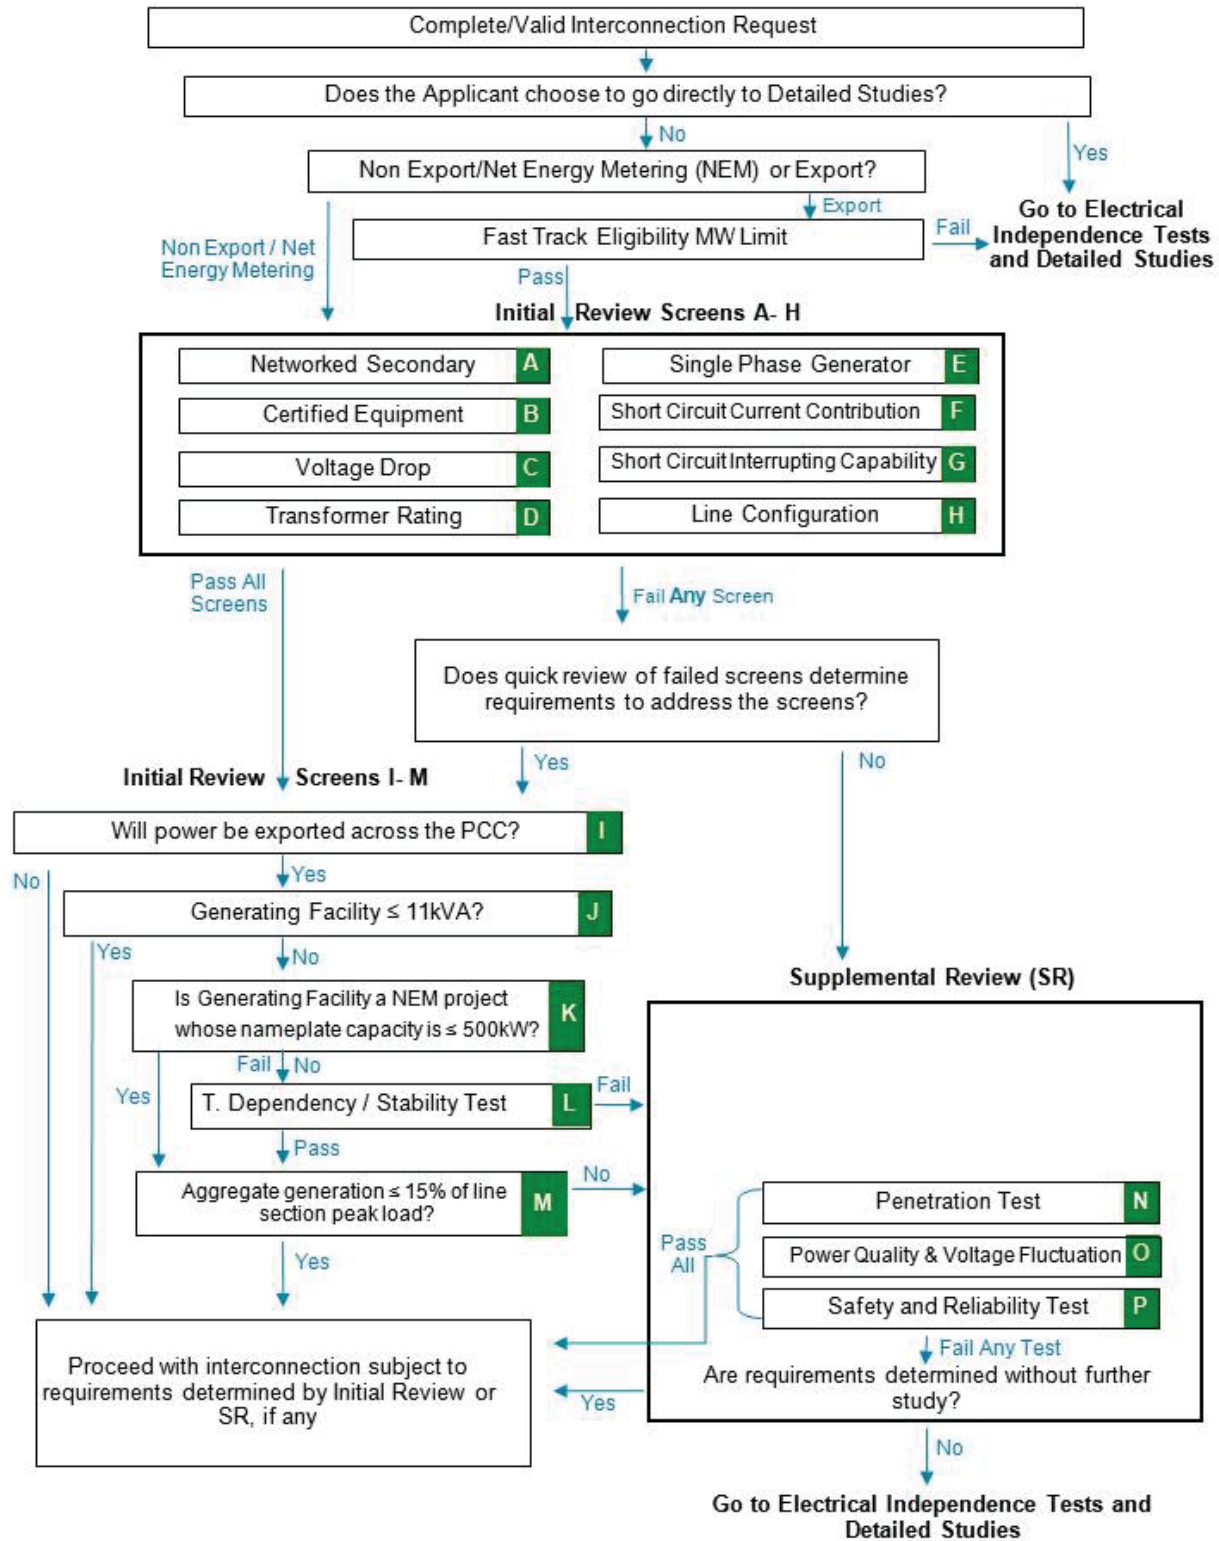 Complete/Valid Interconnection Request
Does the Applicant choose to go directly to Detailed Studies?
No
Yes
Non Export/Net Energy Metering (NEM) or Export?
Export
Go to Electrical
Independence Tests
and Detailed Studies
Fast Track Eligibility MW Limit
Fail
Non Export / Net
Energy Metering
Pass
Initial Review Screens A- H
Networked Secondary A
Certified Equipment B
Voltage Drop C
Transformer Rating D
Single Phase Generator E
Short Circuit Current Contribution F
Short Circuit Interrupting Capability G
Line Configuration H
Pass All
Screens
Fail Any Screen
Does quick review of failed screens determine
requirements to address the screens?
Yes
No
Initial Review Screens I- M
Will power be exported across the PCC? I
No
Yes
Generating Facility ≤ 11kVA? J
Yes
No
Is Generating Facility a NEM project
whose nameplate capacity is ≤ 500kW?
K
Fail No
Yes
T. Dependency / Stability Test L
Fail
Pass
Aggregate generation ≤ 15% of line
section peak load?
M
No
Yes
Supplemental Review (SR)
Penetration Test N
Power Quality & Voltage Fluctuation O
Safety and Reliability Test P
Pass
All
Fail Any Test
Are requirements determined without further
study?
Yes
No
Proceed with interconnection subject to
requirements determined by Initial Review or
SR, if any
Go to Electrical Independence Tests and
Detailed Studies